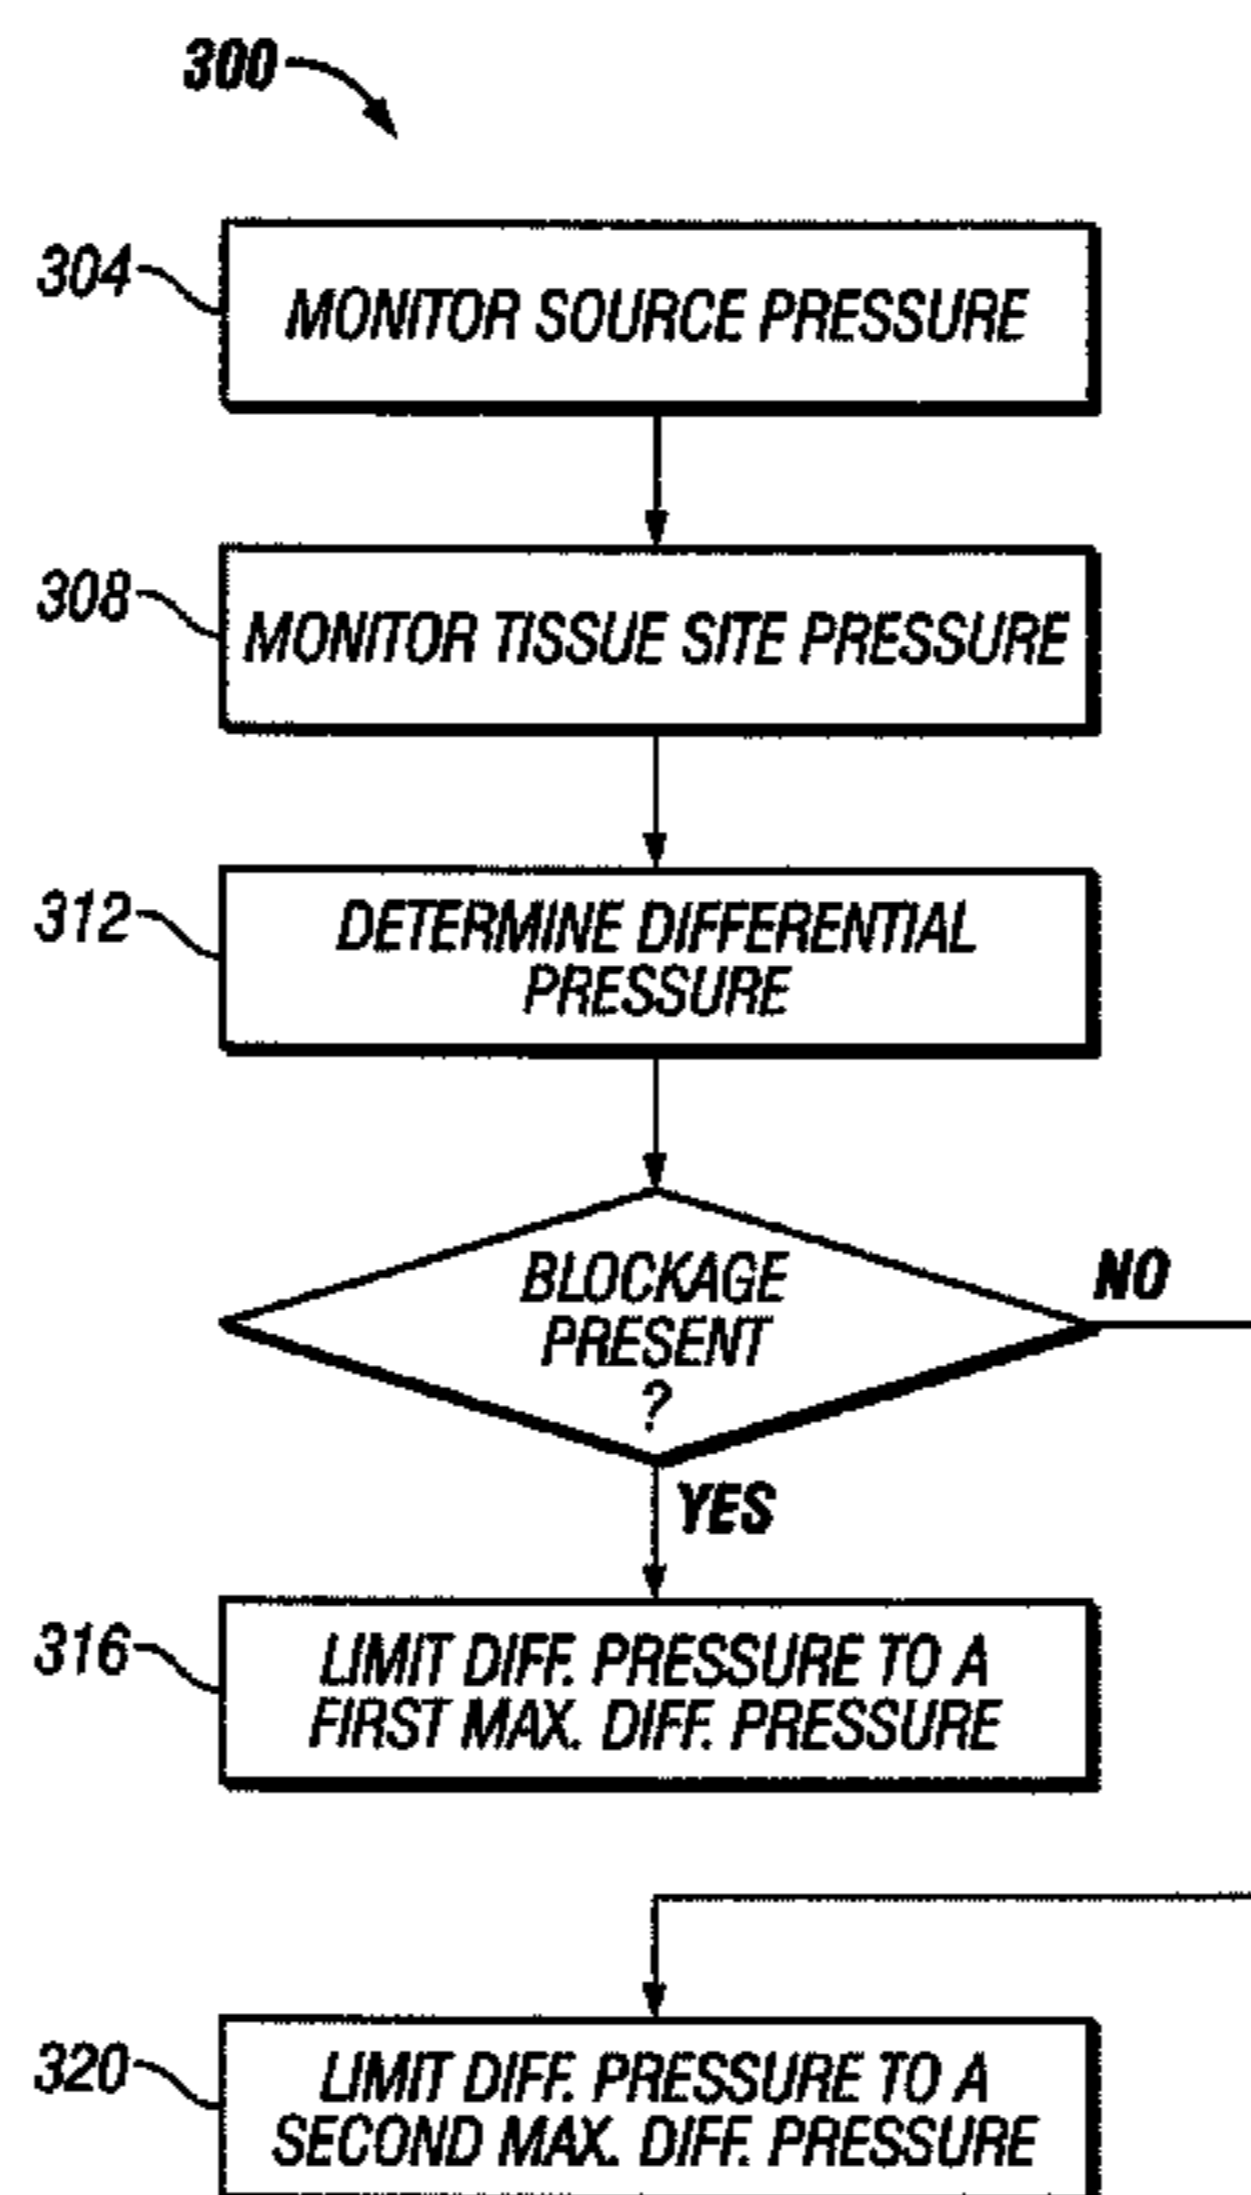 300
304
MONITOR SOURCE PRESSURE
308
MONITOR TISSUE SITE PRESSURE
312
DETERMINE DIFFERENTIAL
PRESSURE
BLOCKAGE
PRESENT
?
NO
YES
316
LIMIT DIFF. PRESSURE TO A
FIRST MAX. DIFF. PRESSURE
320
LIMIT DIFF. PRESSURE TO A
SECOND MAX. DIFF. PRESSURE